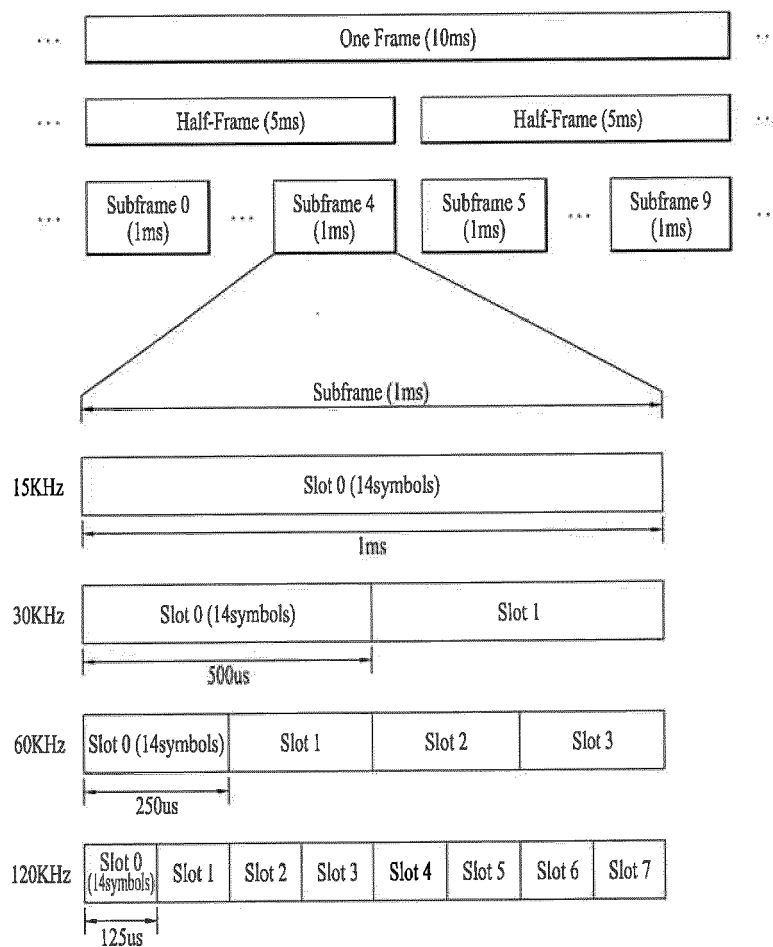 ... One Frame (10ms) ...
... Half-Frame (5ms) Half-Frame (5ms) ...
... Subframe 0 (1ms) ... Subframe 4 (1ms) Subframe 5 (1ms) ... Subframe 9 (1ms) ...
Subframe (1ms)
15KHz Slot 0 (14symbols)
1ms
30KHz Slot 0 (14symbols) Slot 1
500us
60KHz Slot 0 (14symbols) Slot 1 Slot 2 Slot 3
250us
120KHz Slot 0 (14symbols) Slot 1 Slot 2 Slot 3 Slot 4 Slot 5 Slot 6 Slot 7
125us